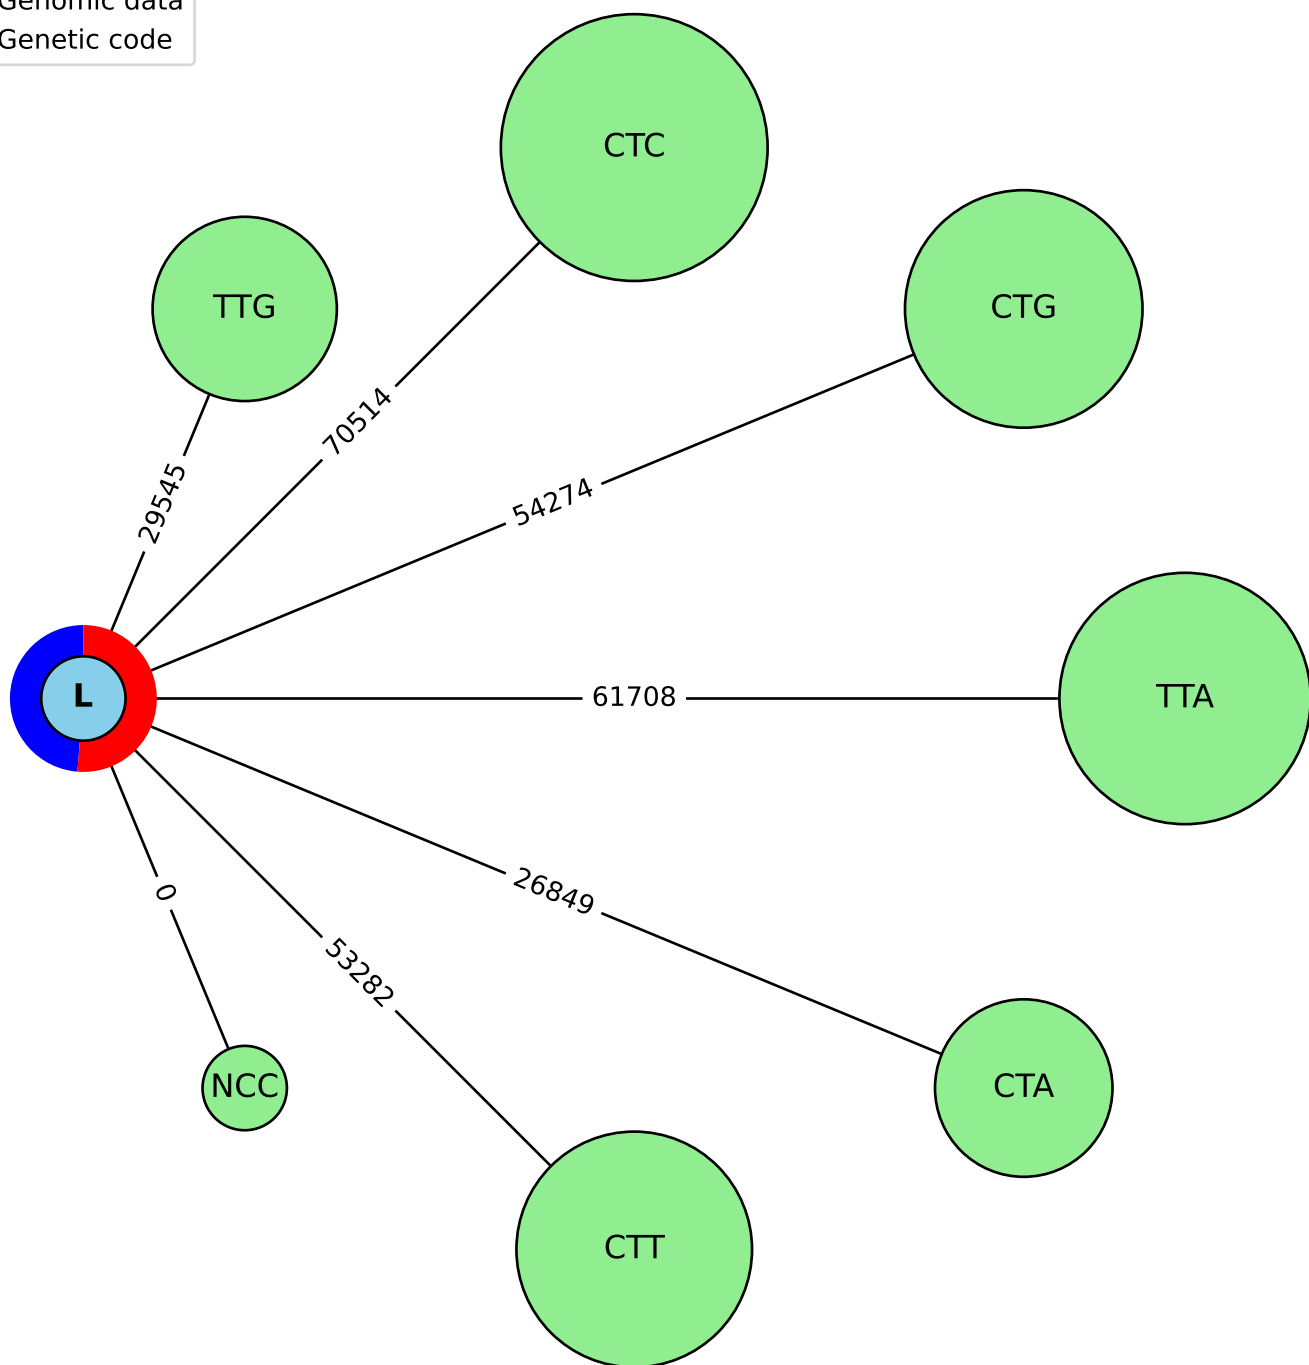 Genomic data
Genetic code
CTC
TTG
CTG
70514
29545
54274
L
61708
TTA
0
26849
53282
NCC
CTA
CTT